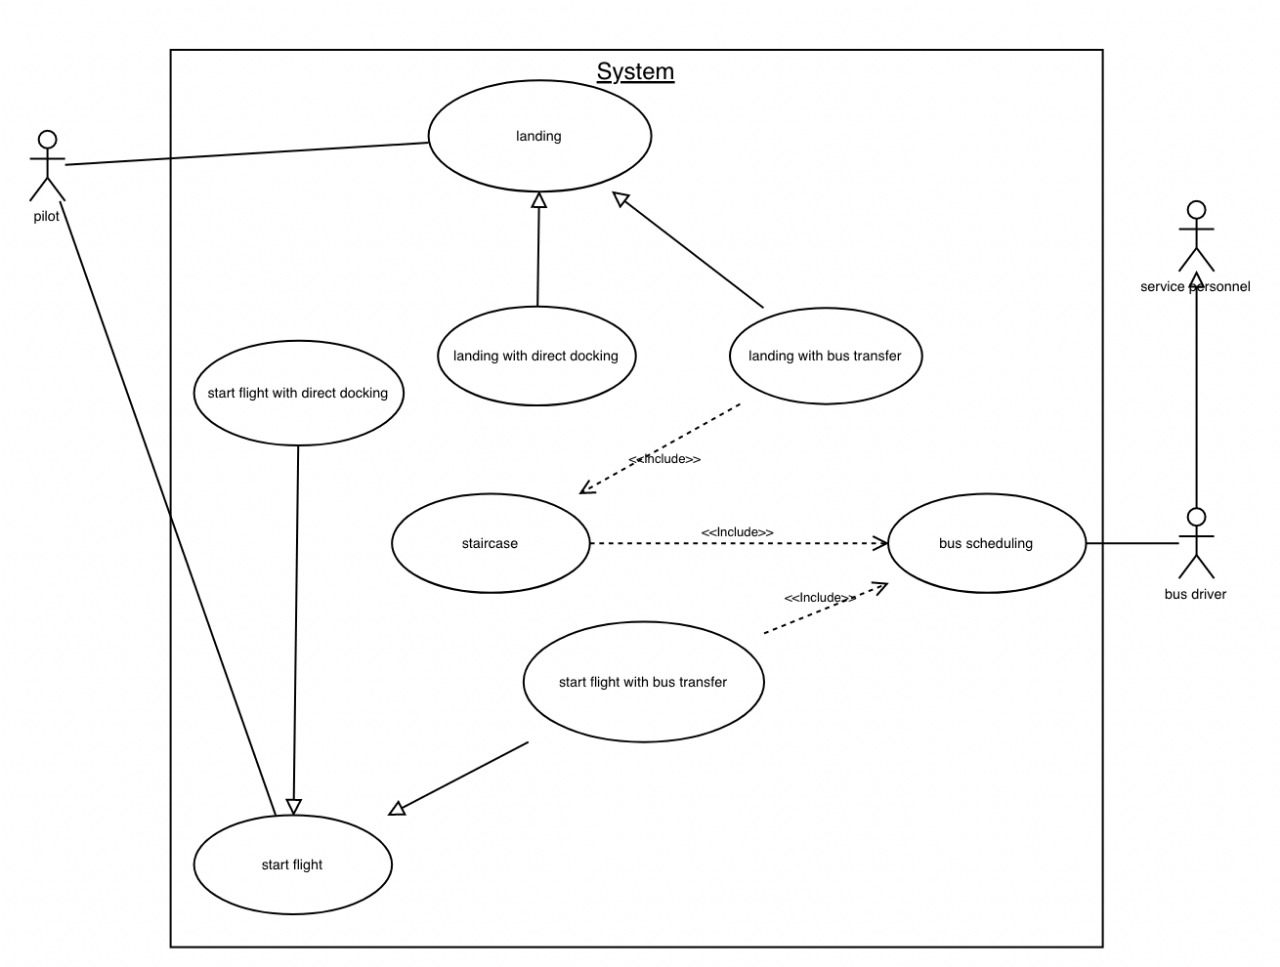 System
landing
pilot
service personnel
landing with direct docking
landing with bus transfer
start flight with direct docking
<<Include>>
<<Include>>
staircase
bus scheduling
<<Include>>
bus driver
start flight with bus transfer
start flight